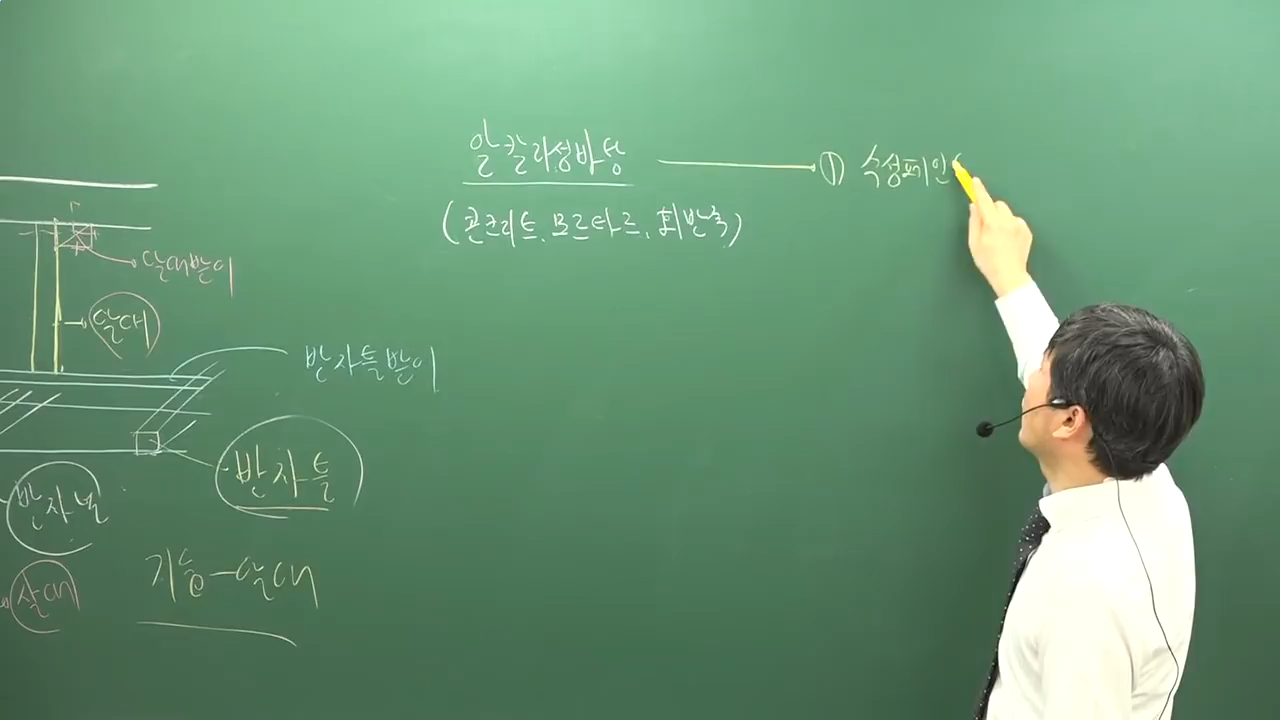 알칼리성바탕
① 수성페인
(콘크리트, 모르타르, 회반죽)
달대받이
달대
반자틀받이
반자틀
반자널
기둥-달대
살대